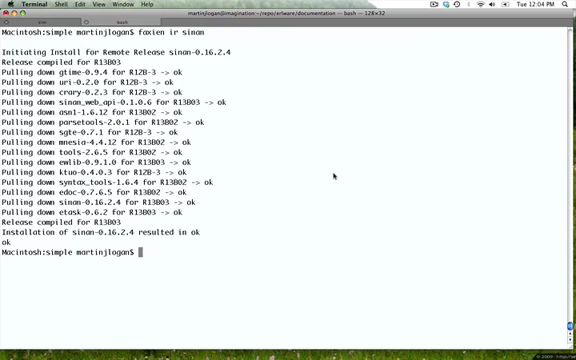 Terminal Shell Edit View Window Help Tue 12:04 PM
martinjlogan@imagination:~/repo/erlware/documentation — bash — 128×32
bash
Macintosh:simple martinjlogan$ faxien ir sinan
Initiating Install for Remote Release sinan-0.16.2.4
Release compiled for R13B03
Pulling down gtime-0.9.4 for R12B-3 -> ok
Pulling down uri-0.2.0 for R12B-3 -> ok
Pulling down crary-0.2.3 for R12B-3 -> ok
Pulling down sinan_web_api-0.1.0.6 for R13B03 -> ok
Pulling down asn1-1.6.12 for R13B02 -> ok
Pulling down parsetools-2.0.1 for R13B02 -> ok
Pulling down sgte-0.7.1 for R12B-3 -> ok
Pulling down mnesia-4.4.12 for R13B02 -> ok
Pulling down tools-2.6.5 for R13B02 -> ok
Pulling down ewlib-0.9.1.0 for R13B03 -> ok
Pulling down ktuo-0.4.0.3 for R12B-3 -> ok
Pulling down syntax_tools-1.6.4 for R13B02 -> ok
Pulling down edoc-0.7.6.5 for R13B02 -> ok
Pulling down sinan-0.16.2.4 for R13B03 -> ok
Pulling down etask-0.6.2 for R13B03 -> ok
Release compiled for R13B03
Installation of sinan-0.16.2.4 resulted in ok
ok
Macintosh:simple martinjlogan$